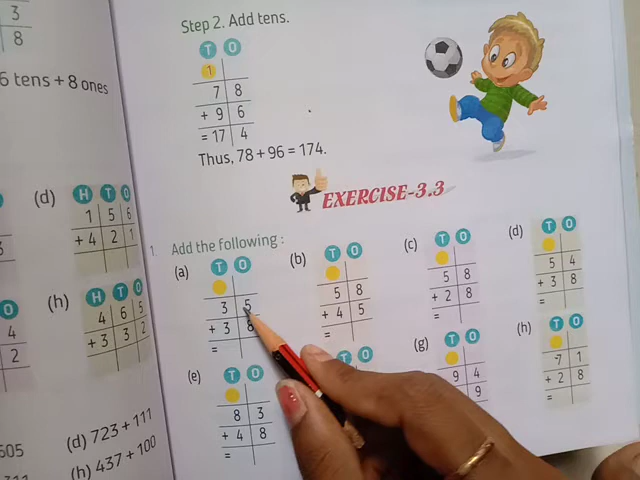 3
8
6 tens + 8 ones
(d) H T O
1 5 6
+ 4 2 1
(h) H T O
4 6 5
+ 3 3 2
O
4
2
605
(d) 723 + 111
(h) 437 + 100
Step 2. Add tens.
T O
1
7 8
+ 9 6
= 17 4
Thus, 78 + 96 = 174.
EXERCISE-3.3
1. Add the following :
(a) T O
3 5
+ 3 8
=
(b) T O
5 8
+ 4 5
=
(c) T O
5 8
+ 2 8
=
(d) T O
5 4
+ 3 8
=
(e) T O
8 3
+ 4 8
=
T O
(g) T O
9 4
9
(h) T O
7 1
+ 2 8
=